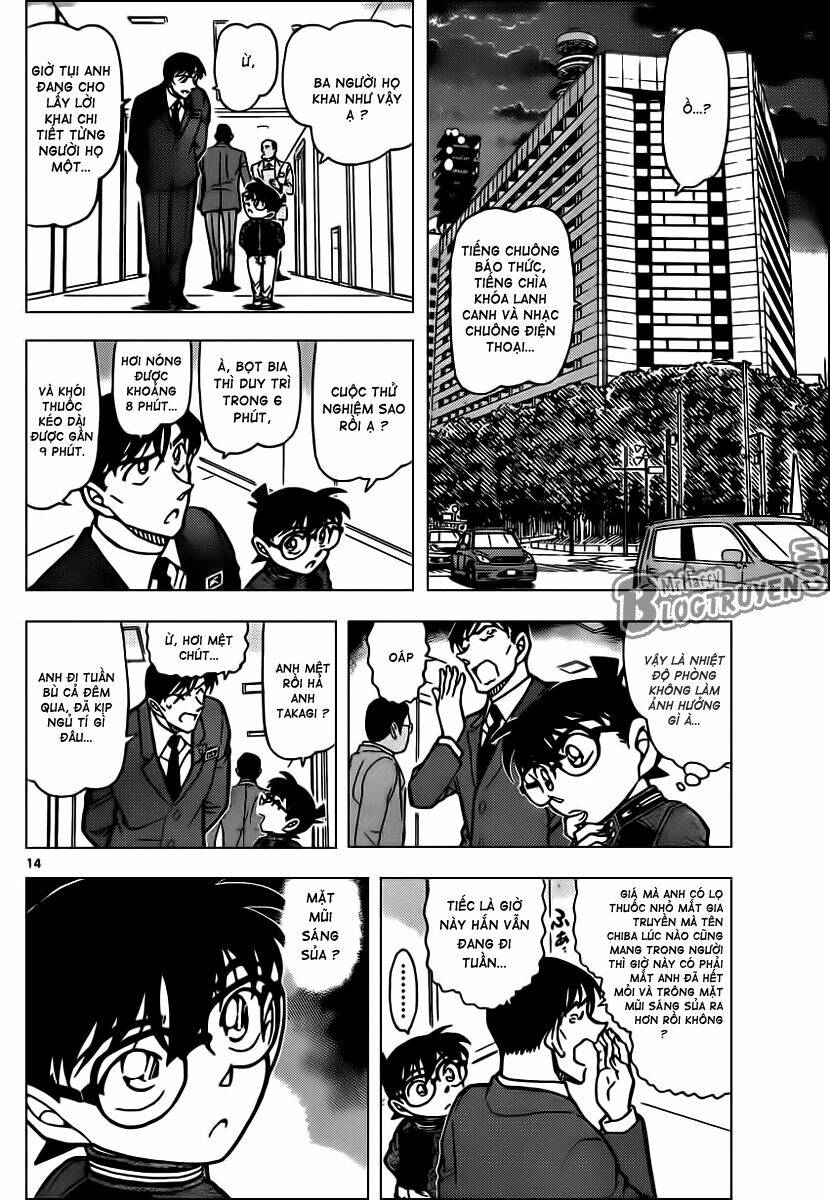 Ồ...?
TIẾNG CHUÔNG
BÁO THỨC,
TIẾNG CHÌA
KHÓA LANH
CANH VÀ NHẠC
CHUÔNG ĐIỆN
THOẠI...
BA NGƯỜI HỌ
KHAI NHƯ VẬY
Ạ ?
Ừ,
GIỜ TỤI ANH
ĐANG CHO
LẤY LỜI
KHAI CHI
TIẾT TỪNG
NGƯỜI HỌ
MỘT...
CUỘC THỬ
NGHIỆM SAO
RỒI Ạ ?
À, BỌT BIA
THÌ DUY TRÌ
TRONG 6
PHÚT,
HƠI NÓNG
ĐƯỢC
KHOẢNG
8 PHÚT...
VÀ KHÓI
THUỐC
KÉO DÀI
ĐƯỢC GẦN
9 PHÚT.
Mr.Harry
BLOGTRUYEN.COM
VẬY LÀ NHIỆT
ĐỘ PHÒNG
KHÔNG LÀM
ẢNH HƯỞNG
GÌ À...
OÁP
ANH MỆT
RỒI HẢ
ANH
TAKAGI ?
Ừ, HƠI MỆT
CHÚT...
ANH ĐI TUẦN
BÙ CẢ ĐÊM
QUA, ĐÃ KỊP
NGỦ TÍ GÌ
ĐÂU...
14
GIÁ MÀ ANH CÓ LỌ
THUỐC NHỎ MẮT GIA
TRUYỀN MÀ TÊN
CHIBA LÚC NÀO CŨNG
MANG TRONG NGƯỜI
THÌ GIỜ NÀY CÓ PHẢI
MẮT ANH ĐÃ HẾT
MỎI VÀ TRÔNG MẶT
MŨI SÁNG SỦA RA
HƠN RỒI KHÔNG
?
TIẾC LÀ GIỜ
NÀY HẮN VẪN
ĐANG ĐI
TUẦN...
ふぁ
........
MẶT
MŨI
SÁNG
SỦA ?